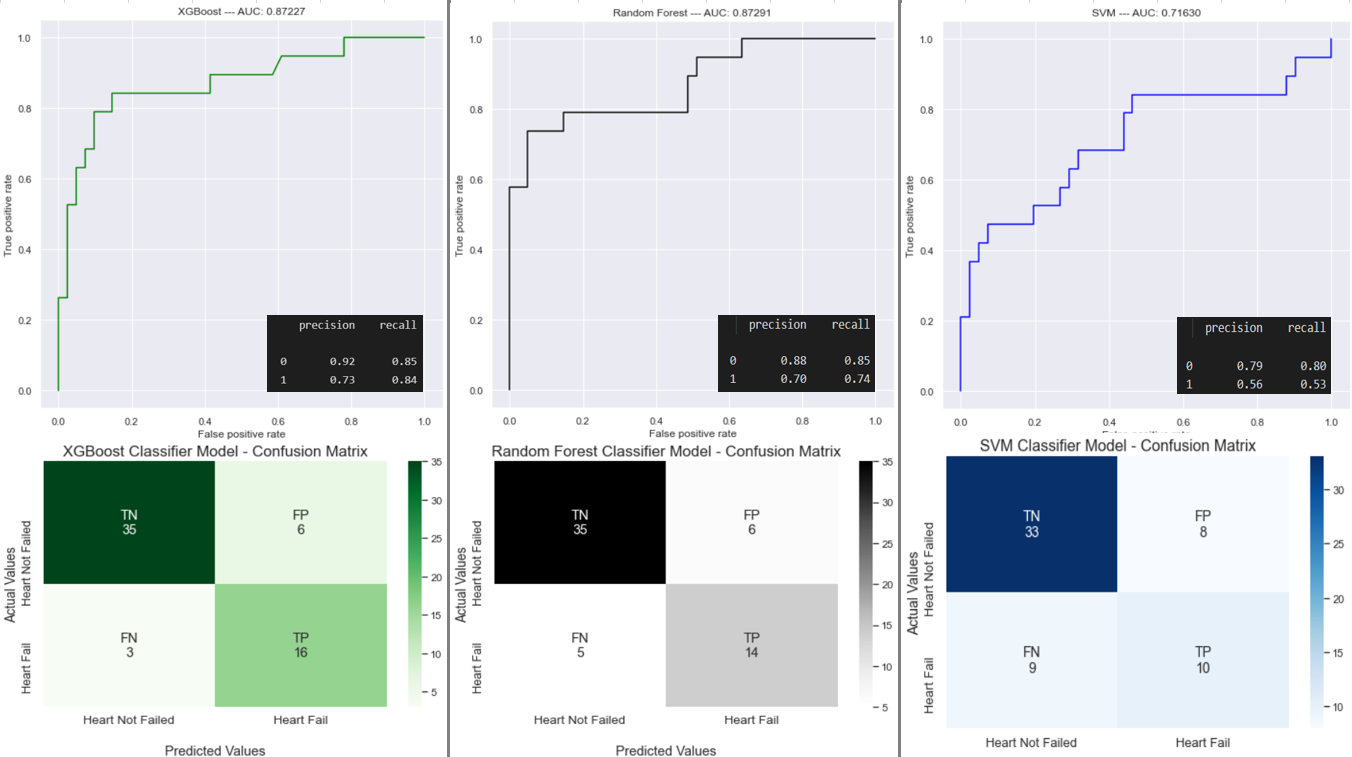 XGBoost --- AUC: 0.87227
1.0
0.8
0.6
0.4
0.2
0.0
True positive rate
precision recall
0 0.92 0.85
1 0.73 0.84
0.0 0.2 0.4 0.6 0.8 1.0
False positive rate
Random Forest --- AUC: 0.87291
1.0
0.8
0.6
0.4
0.2
0.0
True positive rate
precision recall
0 0.88 0.85
1 0.70 0.74
0.0 0.2 0.4 0.6 0.8 1.0
False positive rate
SVM --- AUC: 0.71630
1.0
0.8
0.6
0.4
0.2
0.0
True positive rate
precision recall
0 0.79 0.80
1 0.56 0.53
0.0 0.2 0.4 0.6 0.8 1.0
False positive rate
XGBoost Classifier Model - Confusion Matrix
Actual Values
Heart Not Failed
Heart Fail
TN
35
FP
6
FN
3
TP
16
35
30
25
20
15
10
5
Heart Not Failed Heart Fail
Predicted Values
Random Forest Classifier Model - Confusion Matrix
Actual Values
Heart Not Failed
Heart Fail
TN
35
FP
6
FN
5
TP
14
35
30
25
20
15
10
5
Heart Not Failed Heart Fail
Predicted Values
SVM Classifier Model - Confusion Matrix
Actual Values
Heart Not Failed
Heart Fail
TN
33
FP
8
FN
9
TP
10
30
25
20
15
10
Heart Not Failed Heart Fail